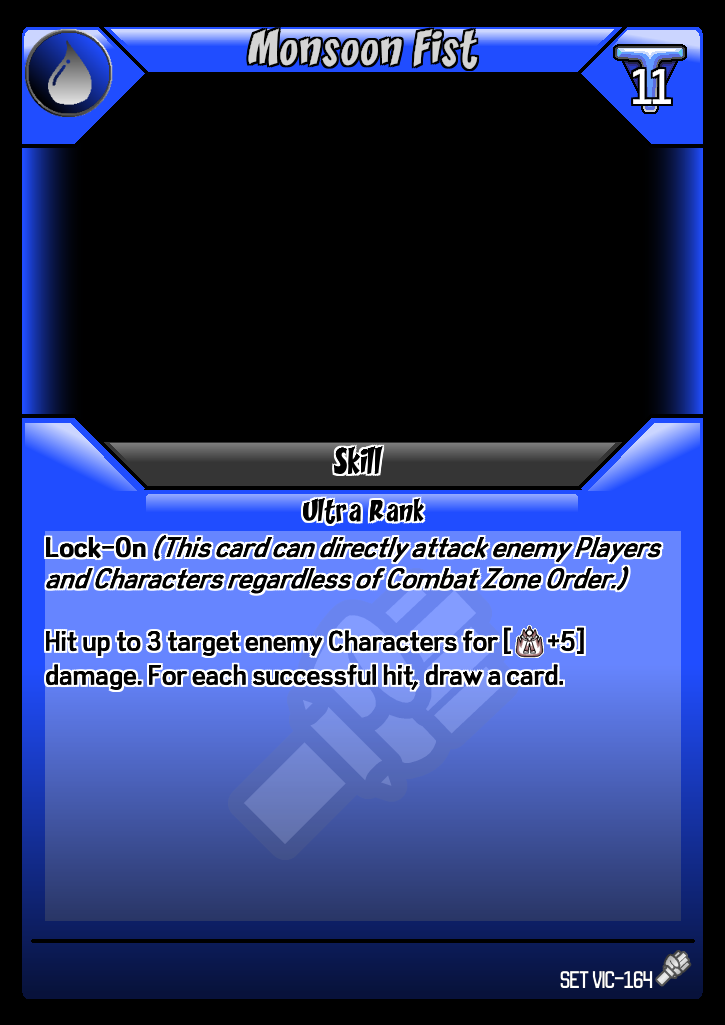 Monsoon Fist
11
Skill
Ultra Rank
Lock-On (This card can directly attack enemy Players
and Characters regardless of Combat Zone Order.)
Hit up to 3 target enemy Characters for [ +5]
damage. For each successful hit, draw a card.
SET VIC-164